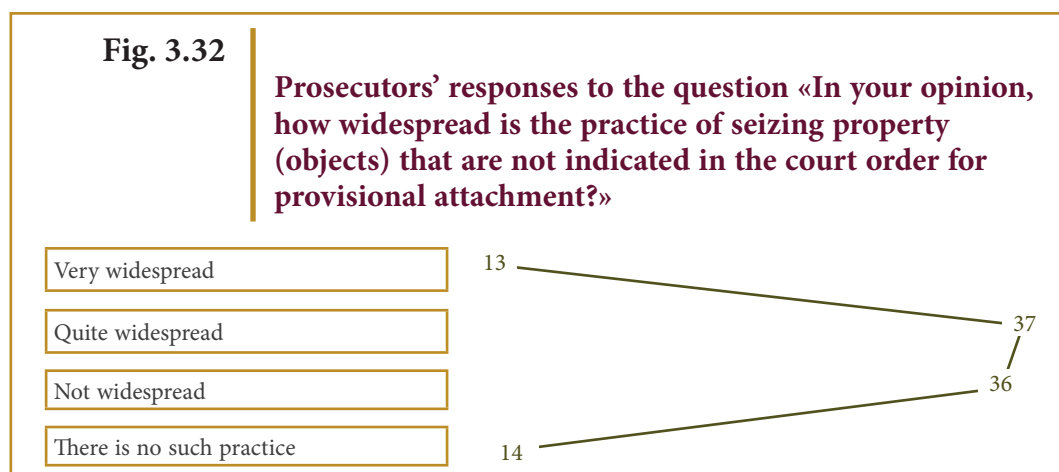 Fig. 3.32
Prosecutors’ responses to the question «In your opinion,
how widespread is the practice of seizing property
(objects) that are not indicated in the court order for
provisional attachment?»
Very widespread
13
Quite widespread
37
Not widespread
36
There is no such practice
14